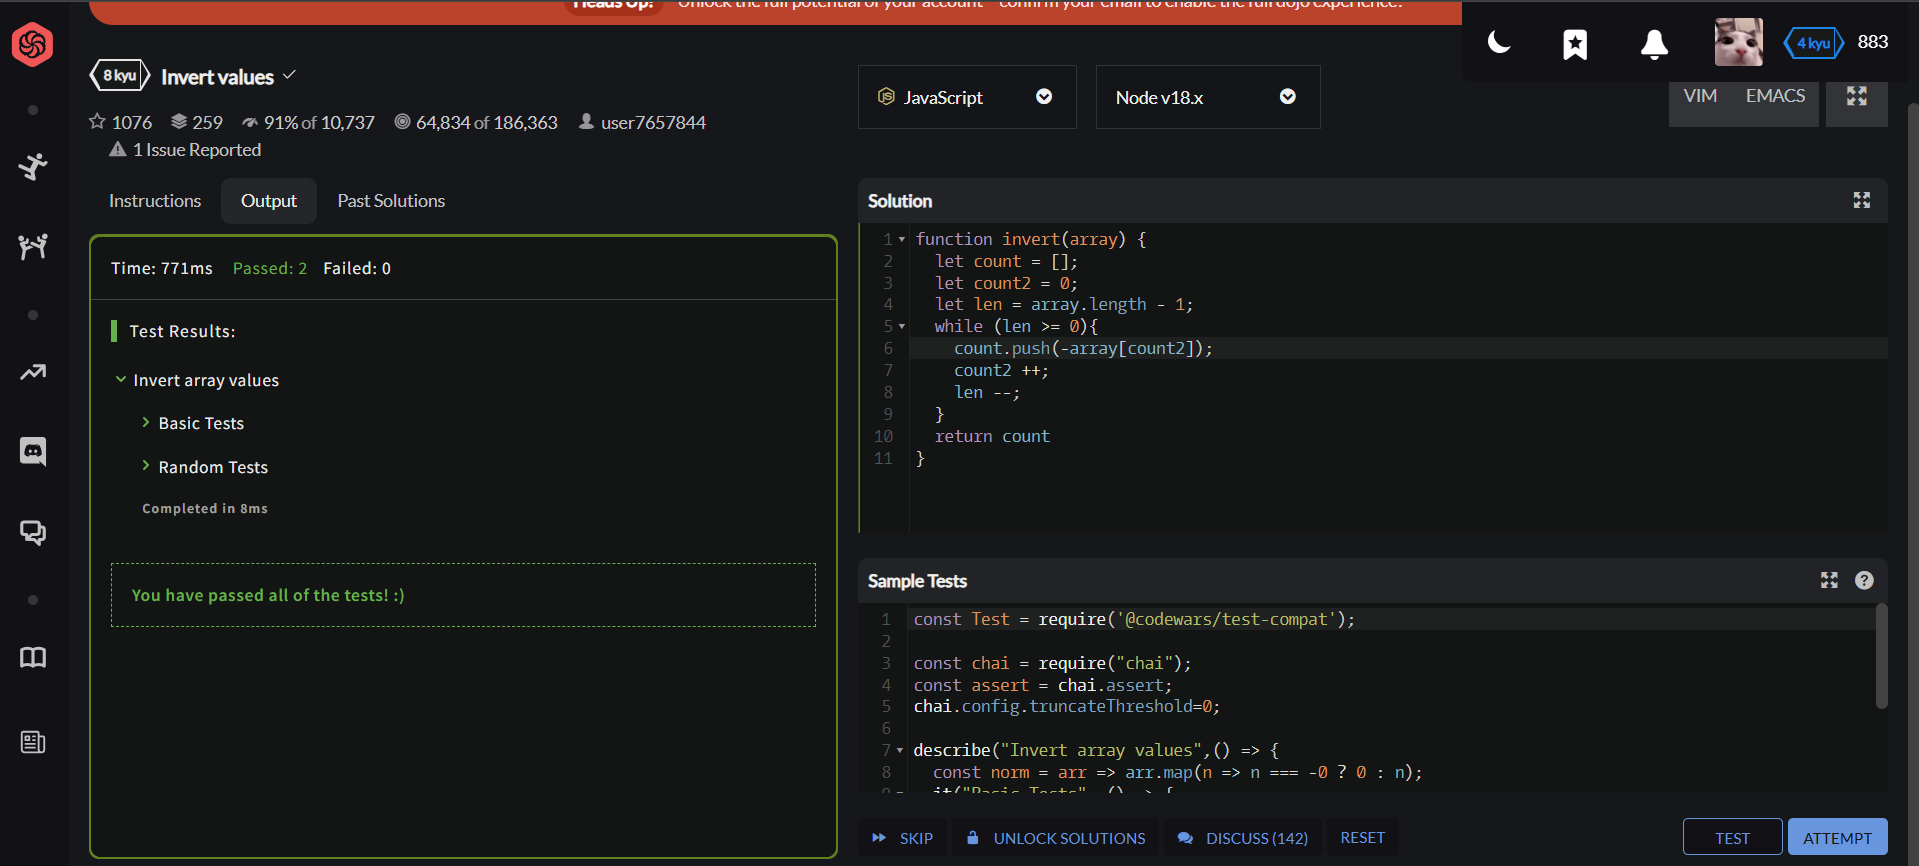 Heads Up! Unlock the full potential of your account - confirm your email to enable the full dojo experience.
4 kyu 883
8 kyu Invert values
JavaScript
Node v18.x
VIM EMACS
1076 259 91% of 10,737 64,834 of 186,363 user7657844
1 Issue Reported
Instructions Output Past Solutions
Time: 771ms Passed: 2 Failed: 0
Test Results:
Invert array values
Basic Tests
Random Tests
Completed in 8ms
You have passed all of the tests! :)
Solution
1 function invert(array) {
2 let count = [];
3 let count2 = 0;
4 let len = array.length - 1;
5 while (len >= 0){
6 count.push(-array[count2]);
7 count2 ++;
8 len --;
9 }
10 return count
11 }
Sample Tests
1 const Test = require('@codewars/test-compat');
2
3 const chai = require("chai");
4 const assert = chai.assert;
5 chai.config.truncateThreshold=0;
6
7 describe("Invert array values",() => {
8 const norm = arr => arr.map(n => n === -0 ? 0 : n);
9 it("Basic Tests", () => {
SKIP UNLOCK SOLUTIONS DISCUSS (142) RESET
TEST ATTEMPT